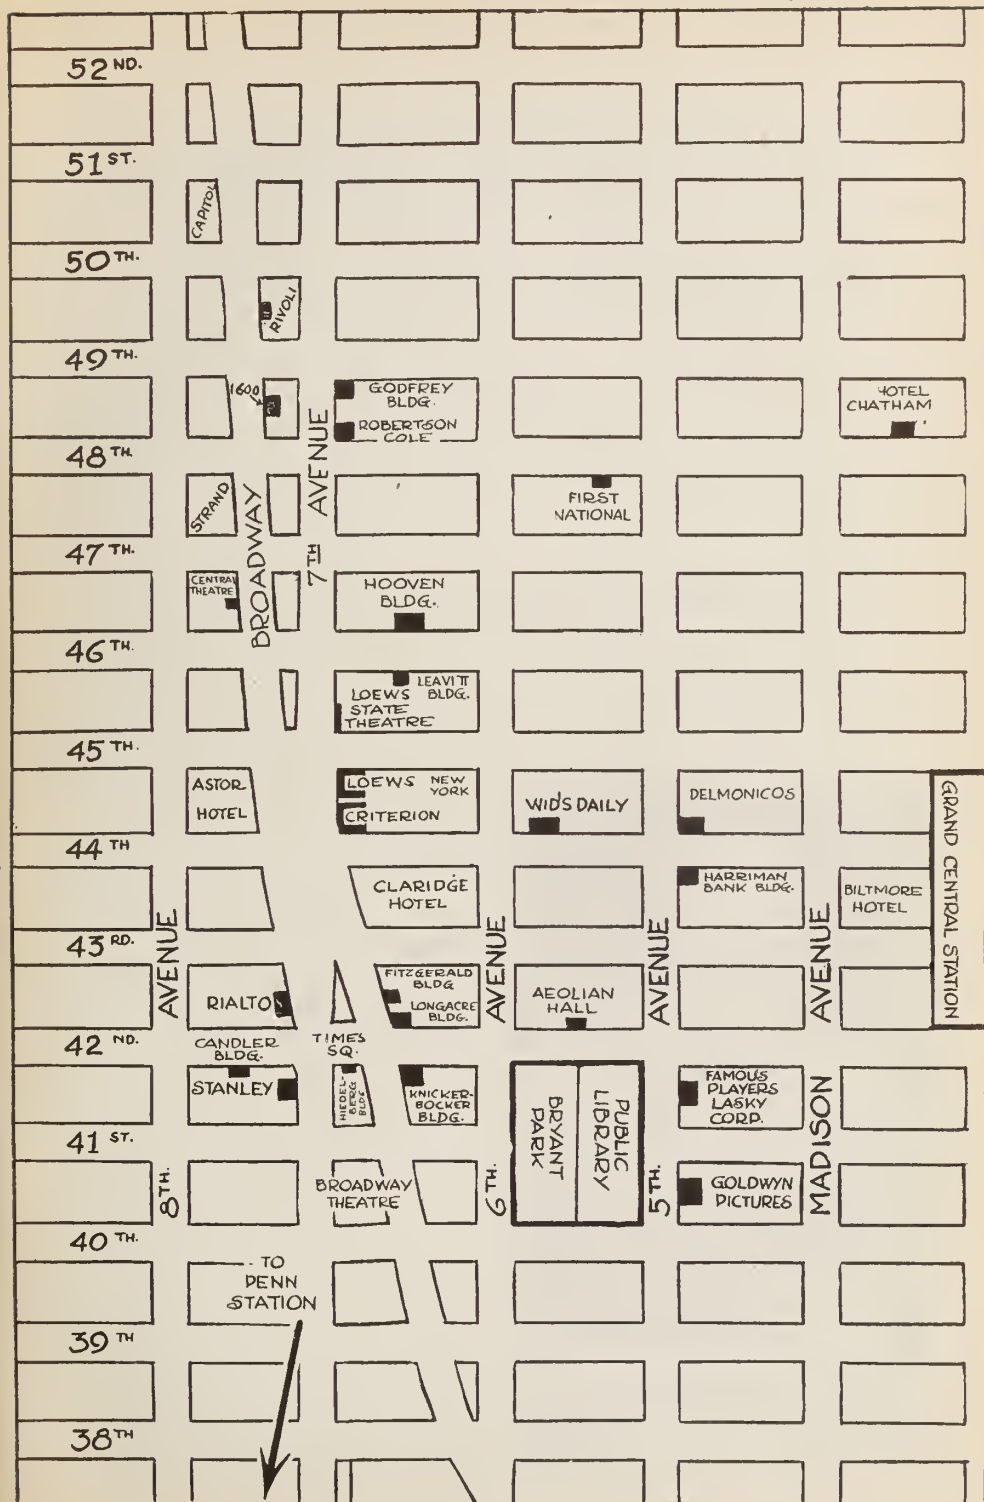 52ND.
51ST.
CAPITOL
50TH.
RIVOLI
49TH.
1600
GODFREY
BLDG.
ROBERTSON
COLE
HOTEL
CHATHAM
48TH.
STRAND
FIRST
NATIONAL
BROADWAY
7TH AVENUE
47TH.
CENTRAL
THEATRE
HOOVEN
BLDG.
46TH.
LEAVITT
BLDG.
LOEWS
STATE
THEATRE
45TH.
ASTOR
HOTEL
LOEWS NEW
YORK
CRITERION
WID'S DAILY
DELMONICOS
GRAND CENTRAL STATION
44TH
CLARIDGE
HOTEL
HARRIMAN
BANK BLDG.
BILTMORE
HOTEL
43RD.
RIALTO
FITZGERALD
BLDG
LONGACRE
BLDG.
AEOLIAN
HALL
42ND.
TIMES
SQ.
CANDLER
BLDG.
STANLEY
HIEDEL-
BERG
BLDG
KNICKER-
BOCKER
BLDG.
BRYANT
PARK
PUBLIC
LIBRARY
FAMOUS
PLAYERS
LASKY
CORP.
41ST.
BROADWAY
THEATRE
GOLDWYN
PICTURES
8TH. AVENUE
6TH. AVENUE
5TH. AVENUE
MADISON AVENUE
40TH.
TO
PENN
STATION
39TH
38TH